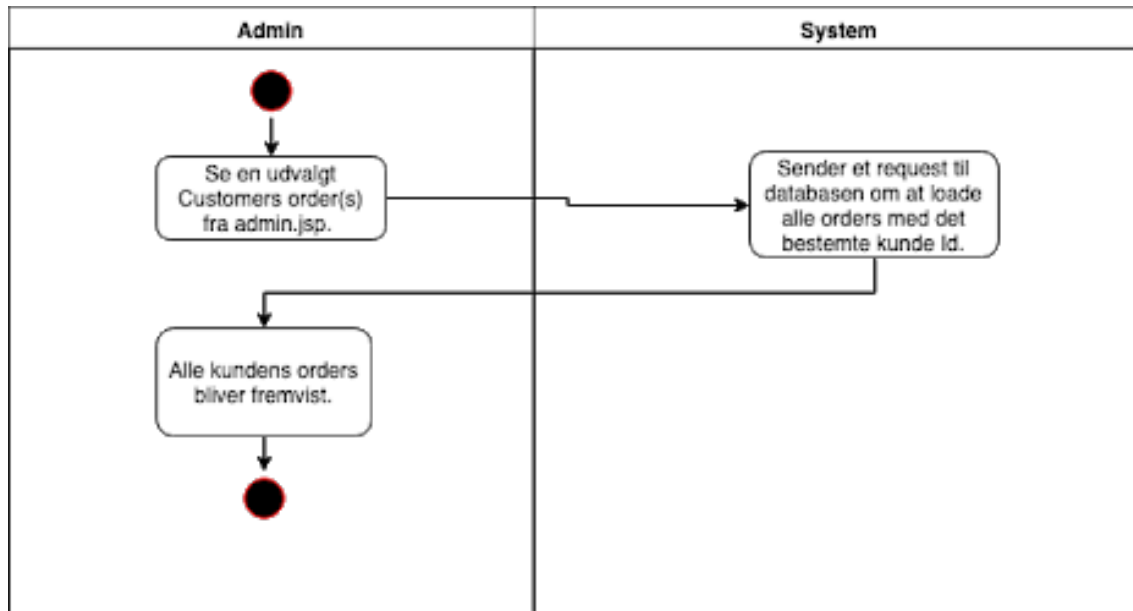 Admin
System
Se en udvalgt
Customers order(s)
fra admin.jsp.
Sender et request til
databasen om at loade
alle orders med det
bestemte kunde Id.
Alle kundens orders
bliver fremvist.